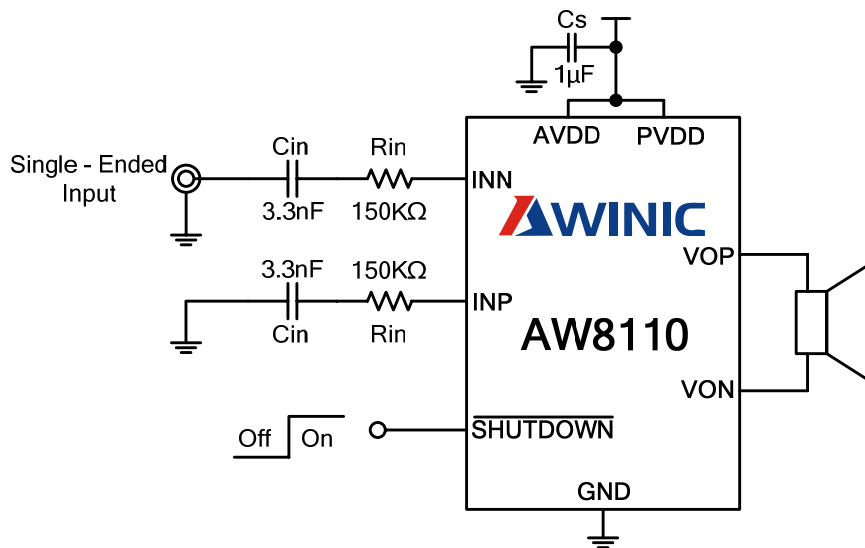 Cs
1µF
AVDD
PVDD
Single - Ended
Input
Cin
Rin
3.3nF
150KΩ
INN
AWINIC
VOP
3.3nF
150KΩ
Cin
Rin
INP
AW8110
VON
Off
On
SHUTDOWN
GND